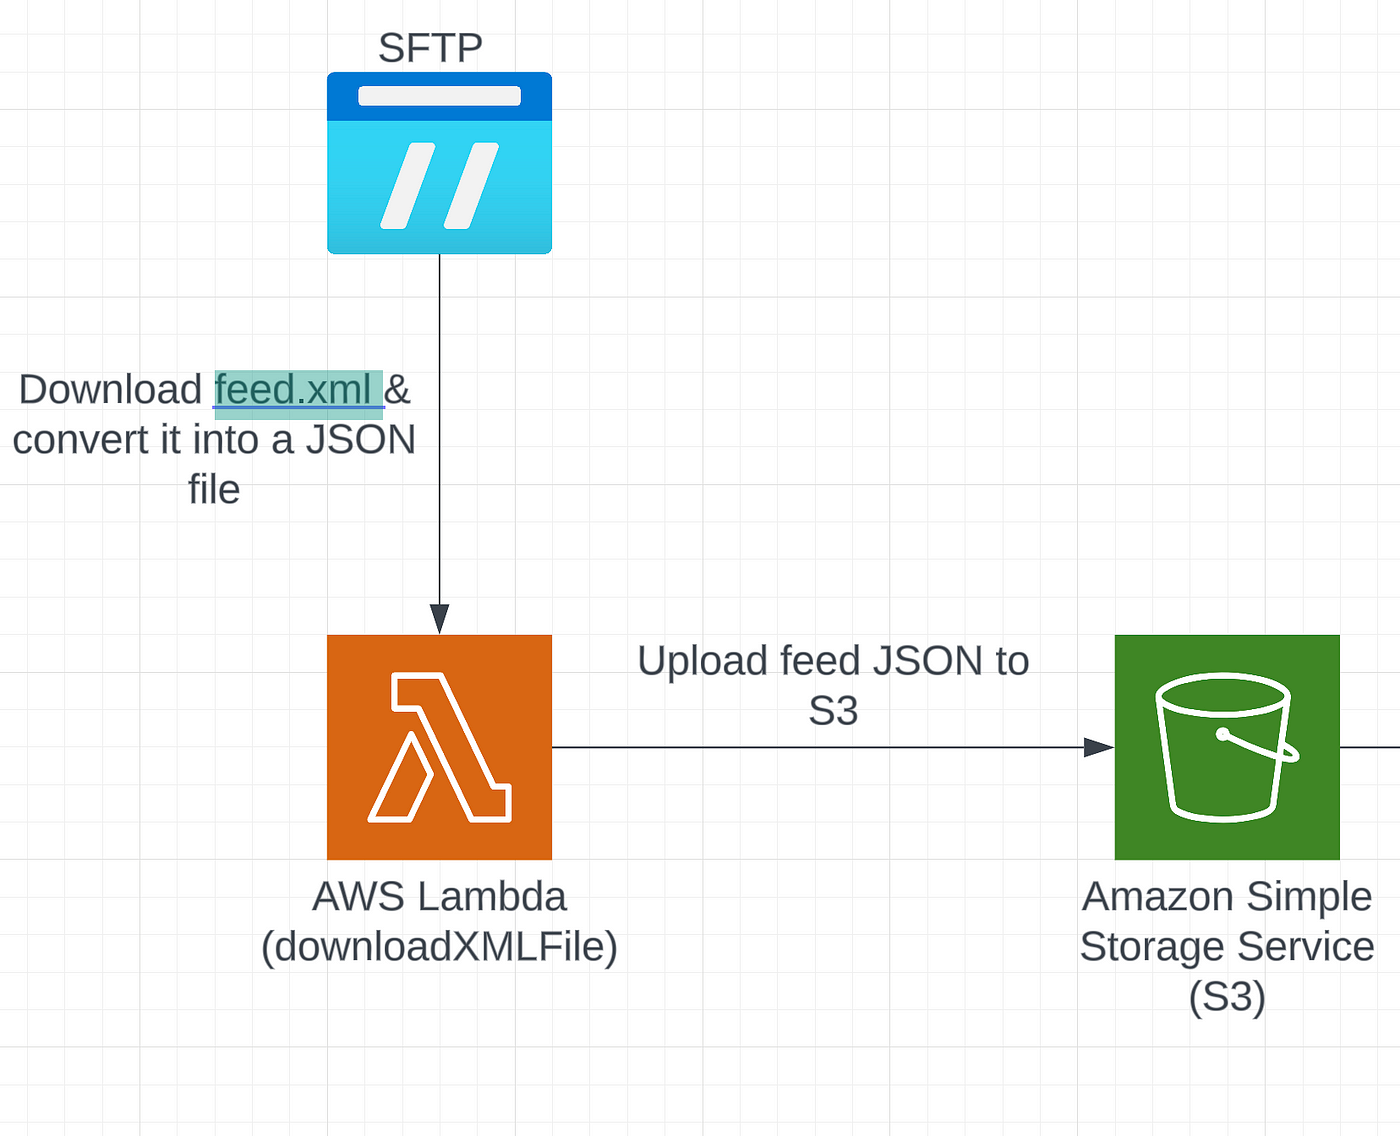 SFTP
Download feed.xml &
convert it into a JSON
file
Upload feed JSON to
S3
AWS Lambda
(downloadXMLFile)
Amazon Simple
Storage Service
(S3)